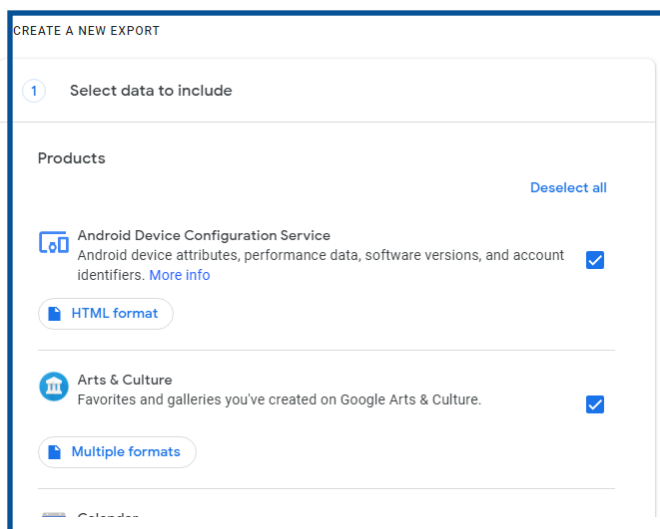 CREATE A NEW EXPORT
1 Select data to include
Products
Deselect all
Android Device Configuration Service
Android device attributes, performance data, software versions, and account
identifiers. More info
HTML format
Arts & Culture
Favorites and galleries you've created on Google Arts & Culture.
Multiple formats
Calendar